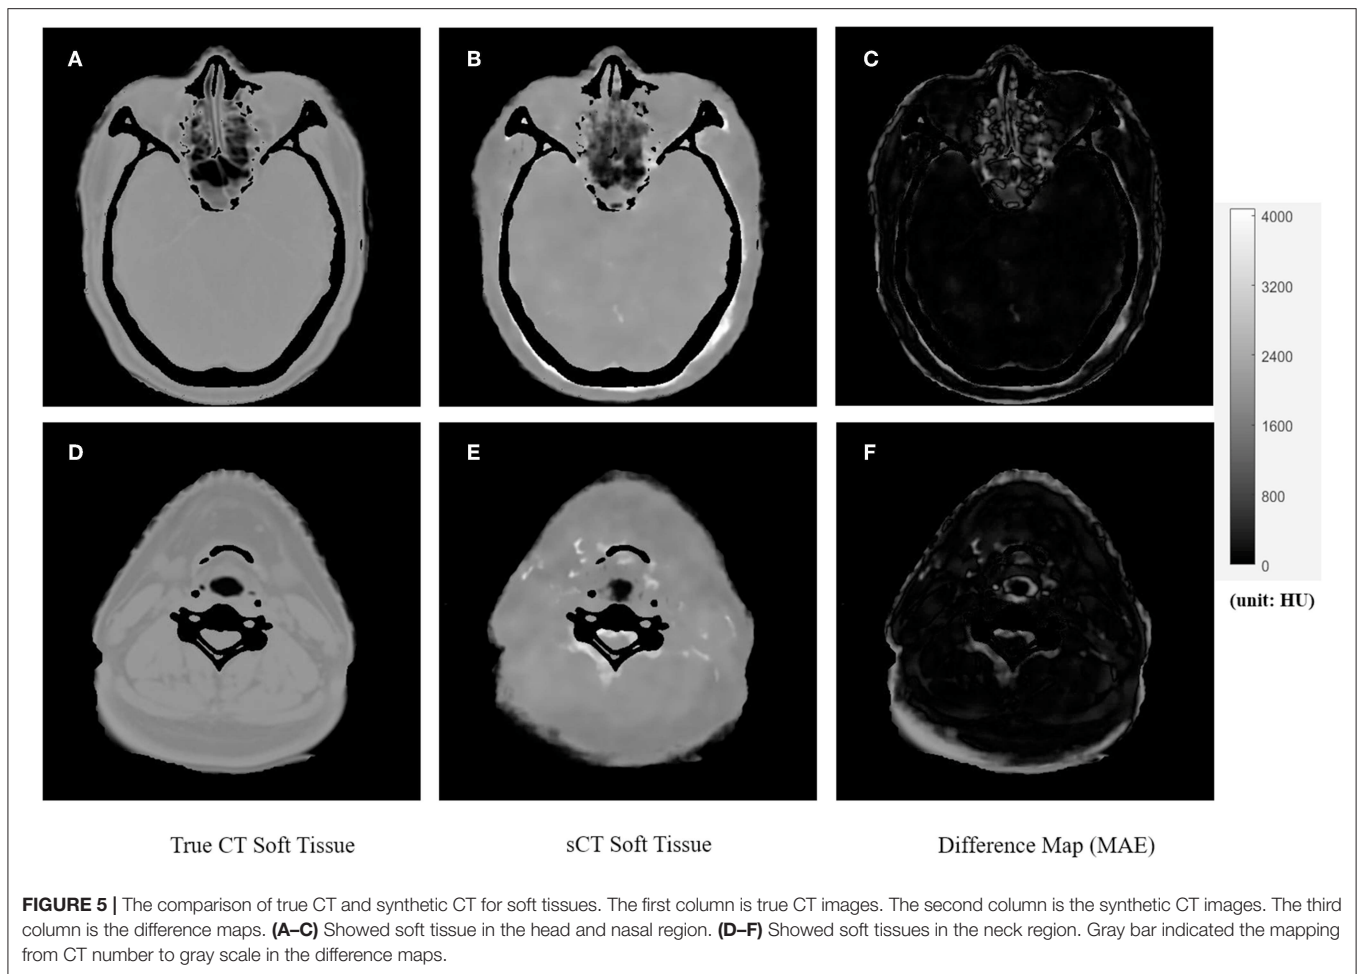 A
B
C
4000
3200
2400
1600
800
0
(unit: HU)
D
E
F
True CT Soft Tissue
sCT Soft Tissue
Difference Map (MAE)
FIGURE 5 | The comparison of true CT and synthetic CT for soft tissues. The first column is true CT images. The second column is the synthetic CT images. The third
column is the difference maps. (A–C) Showed soft tissue in the head and nasal region. (D–F) Showed soft tissues in the neck region. Gray bar indicated the mapping
from CT number to gray scale in the difference maps.